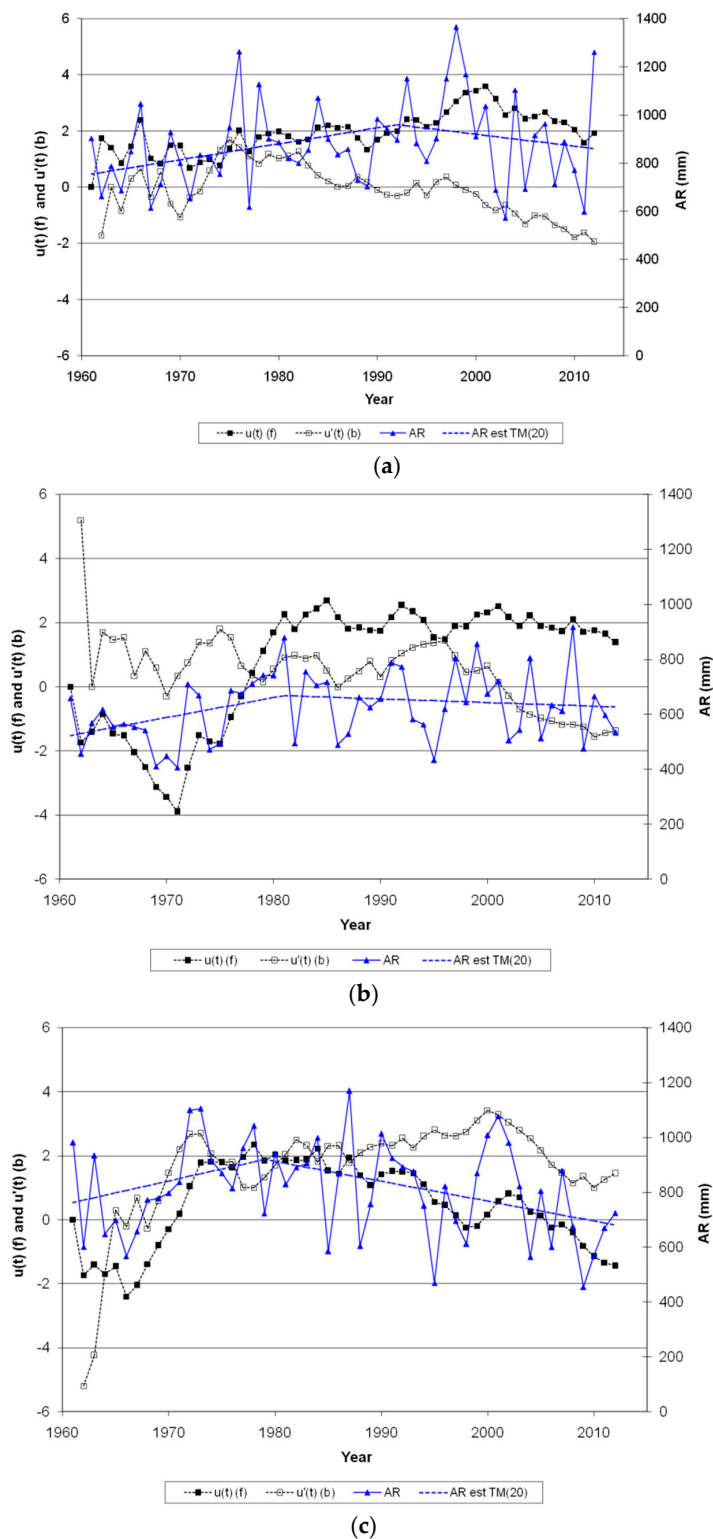 6
4
2
0
-2
-4
-6
u(t) (f) and u'(t) (b)
1400
1200
1000
800
600
400
200
0
AR (mm)
1960 1970 1980 1990 2000 2010
Year
u(t) (f) u'(t) (b) AR AR est TM(20)
(a)
6
4
2
0
-2
-4
-6
u(t) (f) and u'(t) (b)
1400
1200
1000
800
600
400
200
0
AR (mm)
1960 1970 1980 1990 2000 2010
Year
u(t) (f) u'(t) (b) AR AR est TM(20)
(b)
6
4
2
0
-2
-4
-6
u(t) (f) and u'(t) (b)
1400
1200
1000
800
600
400
200
0
AR (mm)
1960 1970 1980 1990 2000 2010
Year
u(t) (f) u'(t) (b) AR AR est TM(20)
(c)